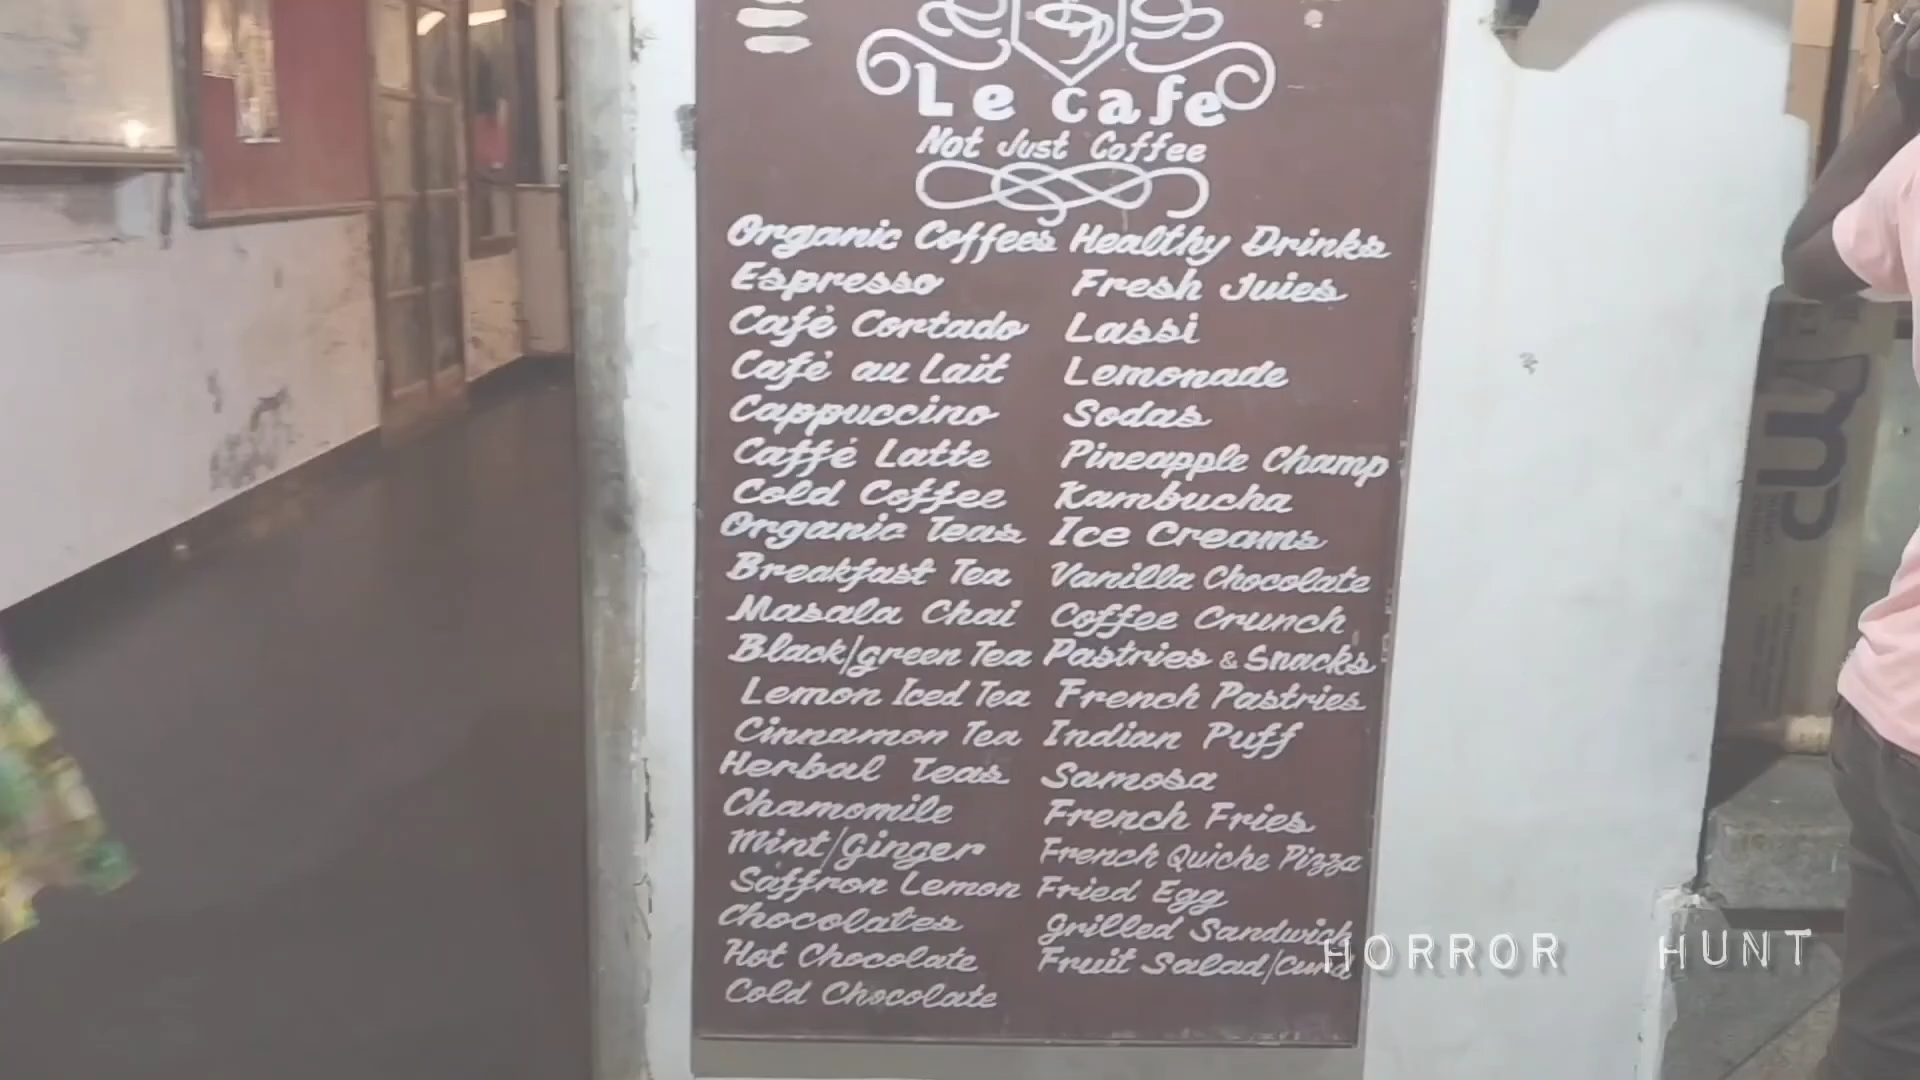 Le cafe
Not Just Coffee
Organic Coffees
Espresso
Cafè Cortado
Cafè au Lait
Cappuccino
Caffè Latte
Cold Coffee
Organic Teas
Breakfast Tea
Masala Chai
Black/green Tea
Lemon Iced Tea
Cinnamon Tea
Herbal Teas
Chamomile
Mint/Ginger
Saffron Lemon
Chocolates
Hot Chocolate
Cold Chocolate
Healthy Drinks
Fresh Juies
Lassi
Lemonade
Sodas
Pineapple Champ
Kambucha
Ice Creams
Vanilla Chocolate
Coffee Crunch
Pastries & Snacks
French Pastries
Indian Puff
Samosa
French Fries
French Quiche Pizza
Fried Egg
Grilled Sandwich
Fruit Salad/Curd
HORROR HUNT